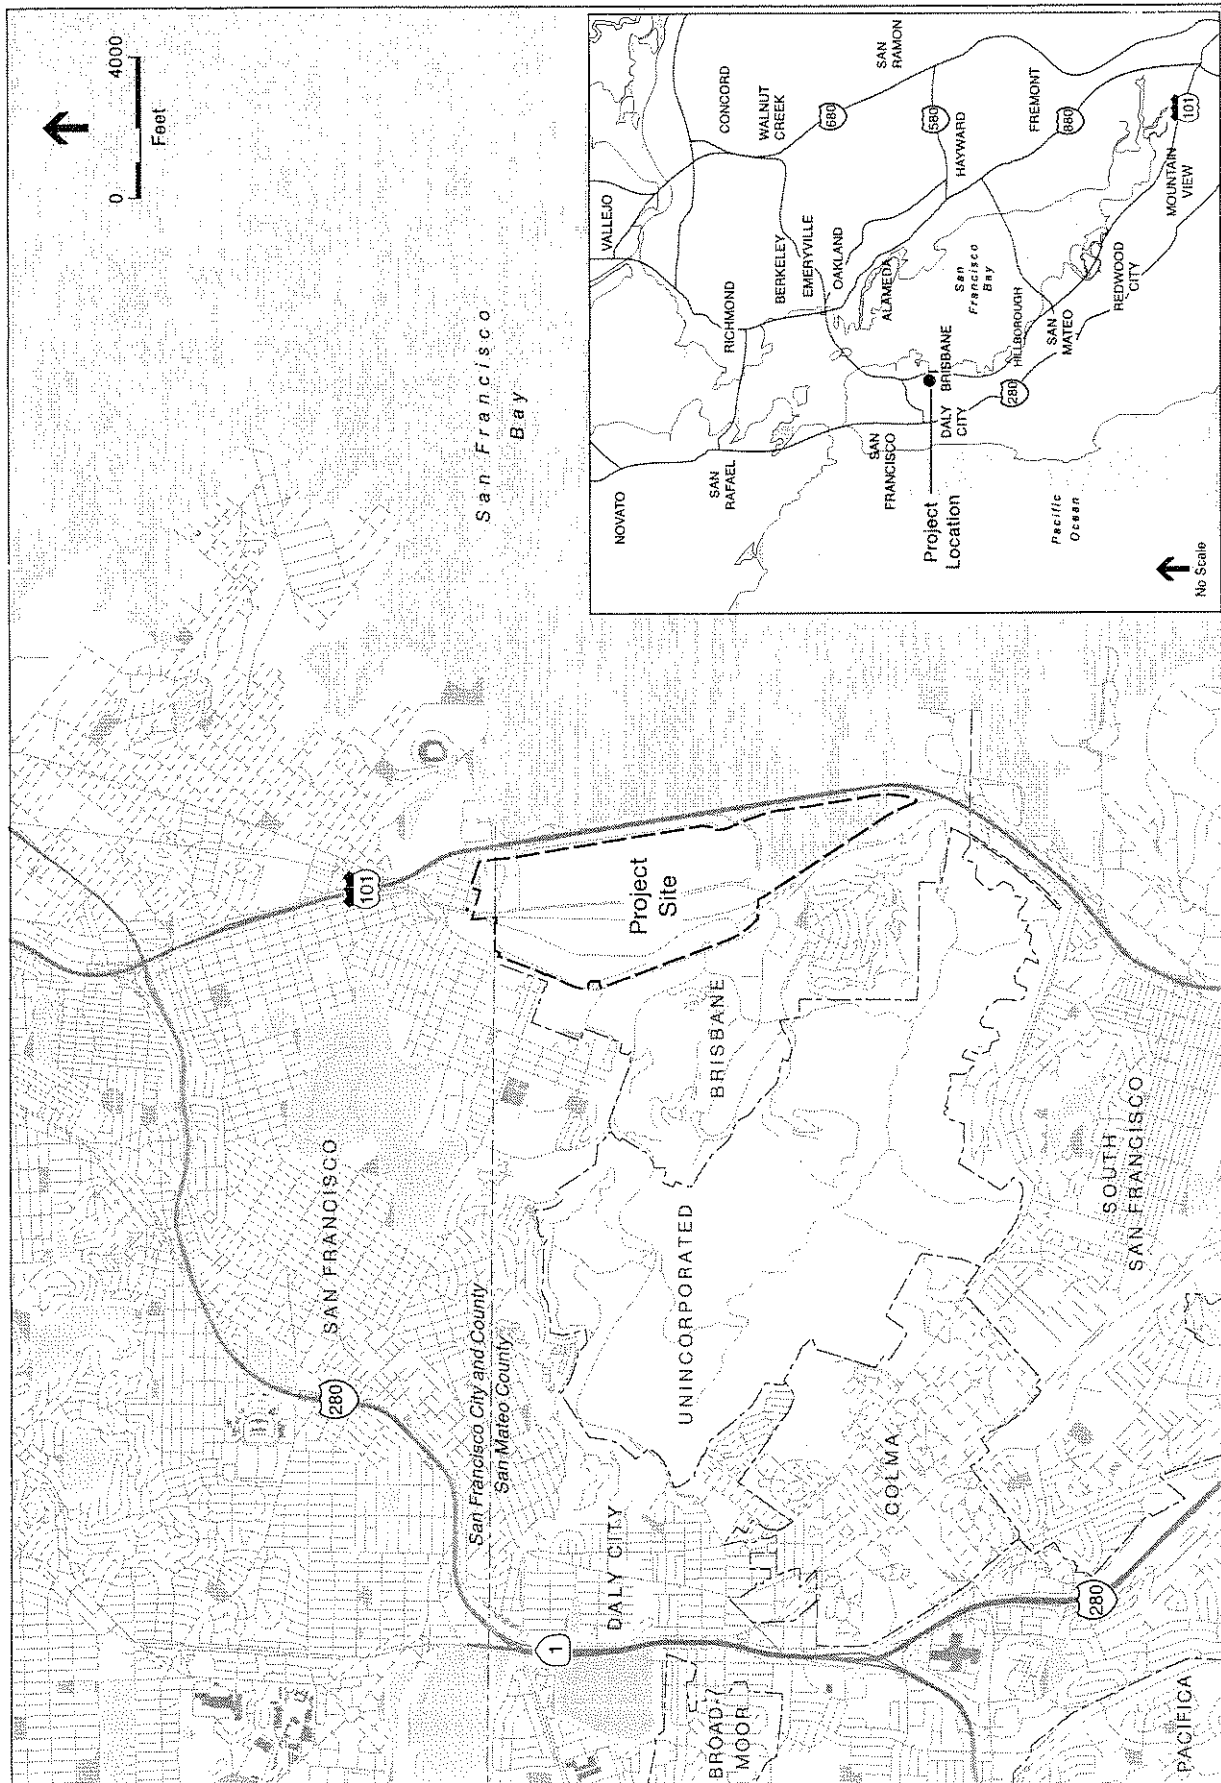 0
4000
Feet
San Francisco
Bay
101
280
SAN FRANCISCO
San Francisco City and County
San Mateo County
DALY CITY
1
BROAD-
MOOR
UNINCORPORATED
BRISBANE
Project
Site
COLMA
280
SOUTH
SAN FRANCISCO
PACIFICA
NOVATO
VALLEJO
SAN
RAFAEL
RICHMOND
CONCORD
WALNUT
CREEK
BERKELEY
EMERYVILLE
OAKLAND
ALAMEDA
680
SAN
RAMON
SAN
FRANCISCO
DALY
CITY
BRISBANE
Project
Location
San
Francisco
Bay
580
HAYWARD
280
HILLBOROUGH
SAN
MATEO
FREMONT
880
Pacific
Ocean
REDWOOD
CITY
MOUNTAIN
VIEW
101
No Scale